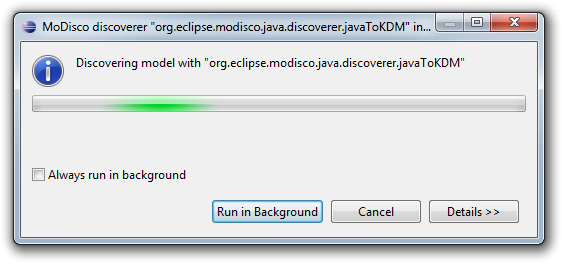 MoDisco discoverer "org.eclipse.modisco.java.discoverer.javaToKDM" in...
Discovering model with "org.eclipse.modisco.java.discoverer.javaToKDM"
Always run in background
Run in Background
Cancel
Details >>